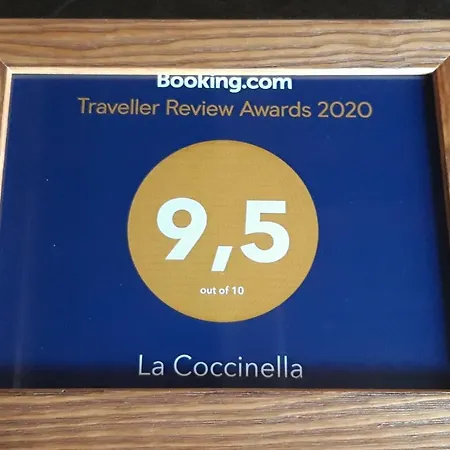 Booking.com
Traveller Review Awards 2020
9,5
out of 10
La Coccinella